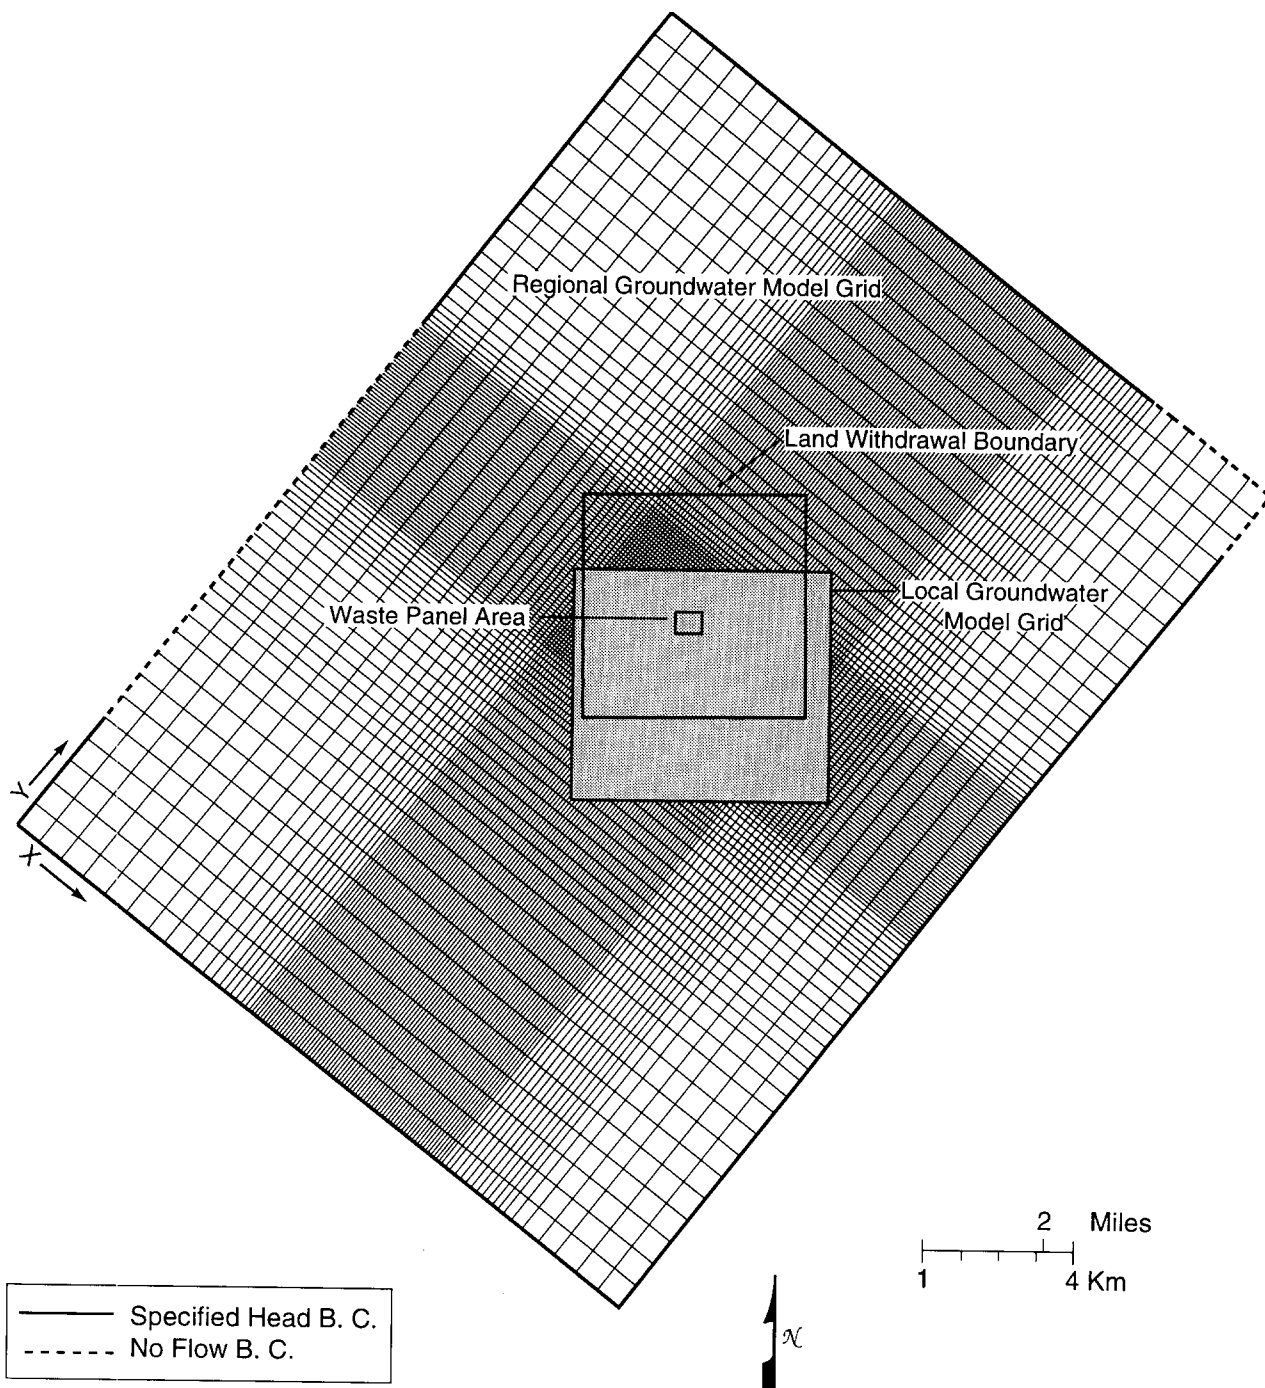 Regional Groundwater Model Grid
Land Withdrawal Boundary
Local Groundwater
Model Grid
Waste Panel Area
Y
X
2 Miles
1 4 Km
Specified Head B. C.
No Flow B. C.
N